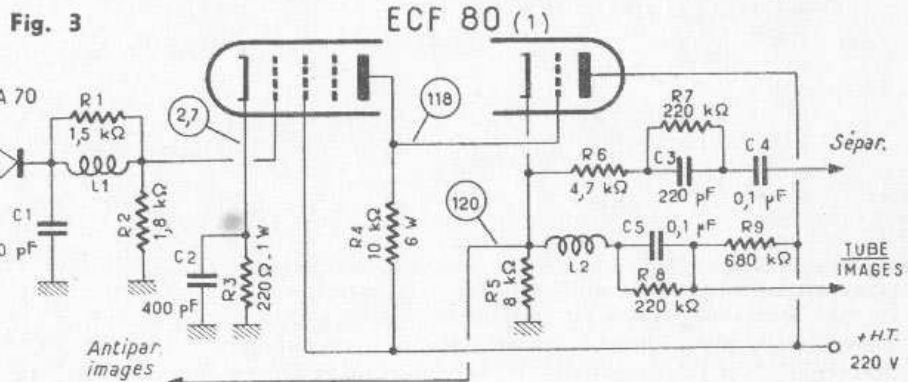 Fig. 3
ECF 80 (1)
A 70
R1
1,5 kΩ
L1
C1
0 pF
R2
1,8 kΩ
2,7
C2
400 pF
R3
220Ω_1 W
118
R4
10 kΩ
6 W
120
R6
4,7 kΩ
R7
220 kΩ
C3
220 pF
C4
0,1 µF
Sépar.
L2
C5
0,1 µF
R8
220 kΩ
R9
680 kΩ
R5
8 kΩ
TUBE
IMAGES
+H.T.
220 V
Antipar.
images